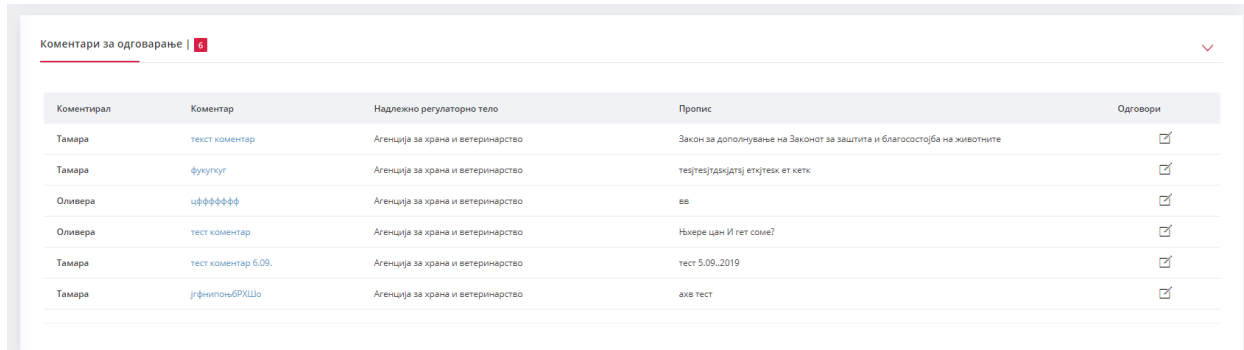 Коментари за одговарање | 6
Коментирал Коментар Надлежно регулаторно тело Пропис Одговори
Тамара текст коментар Агенција за храна и ветеринарство Закон за дополнување на Законот за заштита и благосостојба на животните
Тамара фукугкуг Агенција за храна и ветеринарство тезјтезјтдѕкјдтѕј еткјтезк ет кетк
Оливера цффффффф Агенција за храна и ветеринарство вв
Оливера тест коментар Агенција за храна и ветеринарство Њхере цан И гет соме?
Тамара тест коментар 6.09. Агенција за храна и ветеринарство тест 5.09..2019
Тамара јгфнипоњбРХШо Агенција за храна и ветеринарство ахв тест